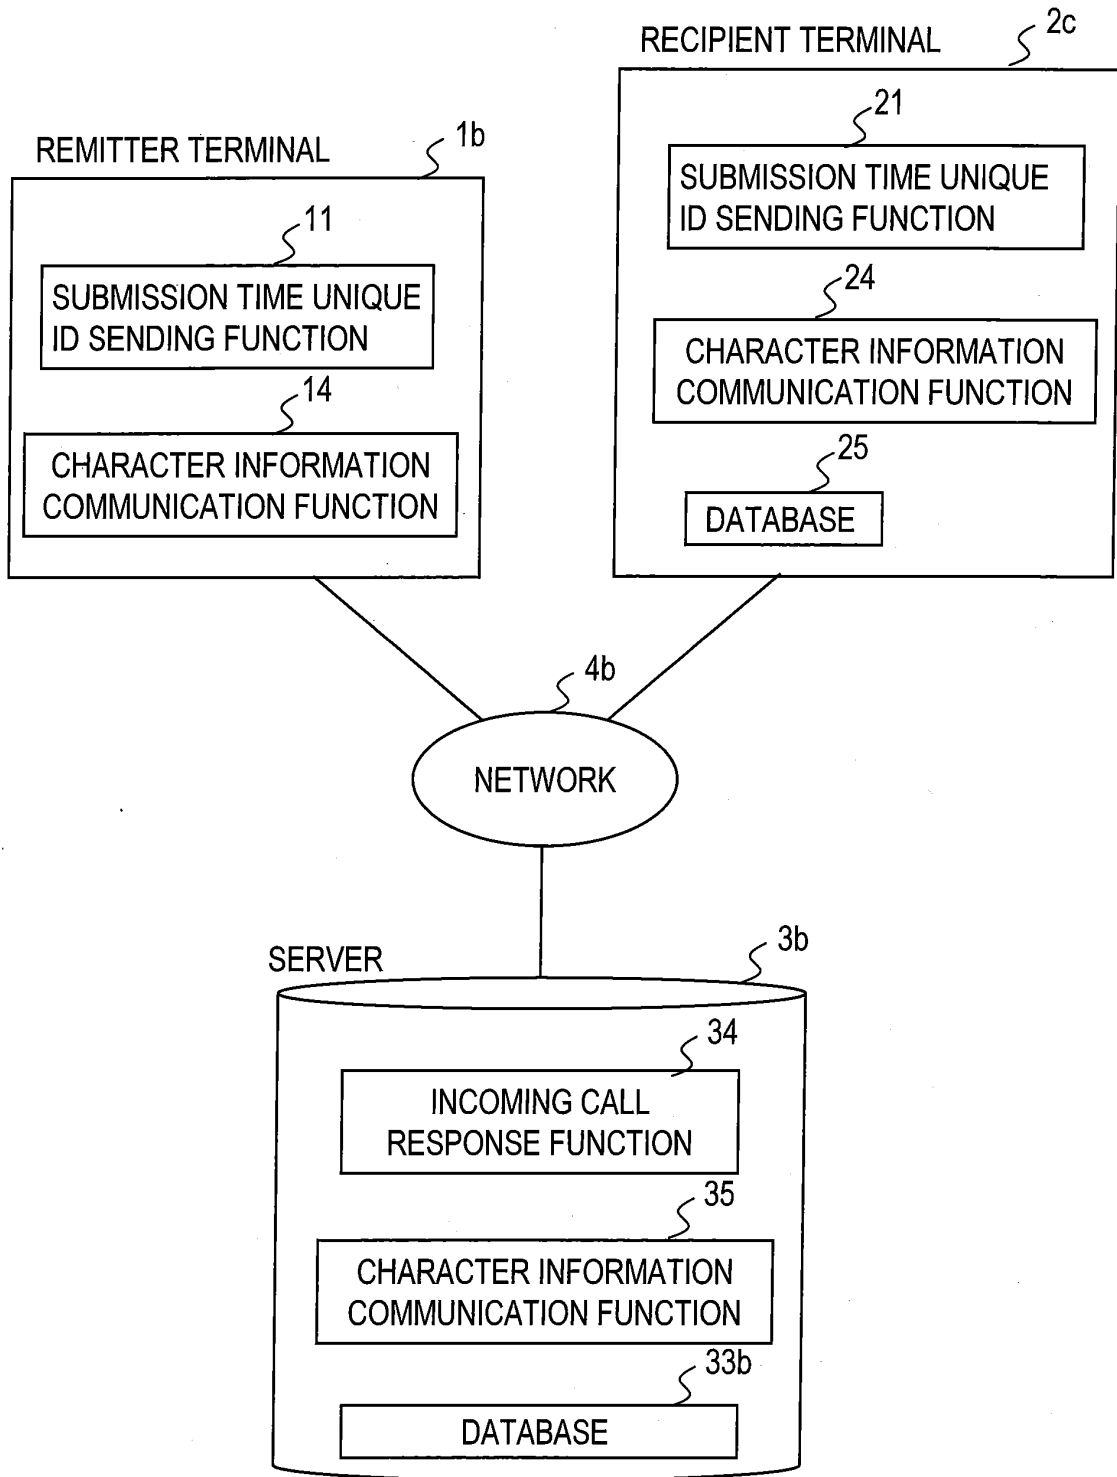 RECIPIENT TERMINAL
2c
21
SUBMISSION TIME UNIQUE
ID SENDING FUNCTION
24
CHARACTER INFORMATION
COMMUNICATION FUNCTION
25
DATABASE
REMITTER TERMINAL
1b
11
SUBMISSION TIME UNIQUE
ID SENDING FUNCTION
14
CHARACTER INFORMATION
COMMUNICATION FUNCTION
4b
NETWORK
SERVER
3b
34
INCOMING CALL
RESPONSE FUNCTION
35
CHARACTER INFORMATION
COMMUNICATION FUNCTION
33b
DATABASE